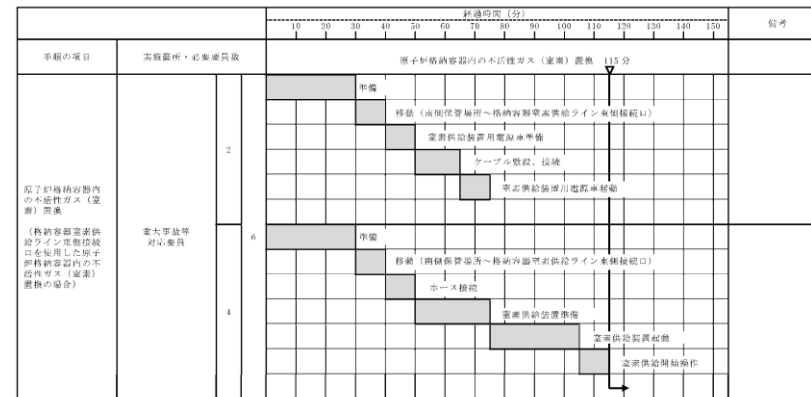 経過時間（分）
備考
10 20 30 40 50 60 70 80 90 100 110 120 130 140 150
手順の項目
実施箇所・必要要員数
原子炉格納容器内の不活性ガス（窒素）置換 115分
準備
移動（南側保管場所～格納容器窒素供給ライン東側接続口）
窒素供給装置用電源車準備
ケーブル敷設，接続
窒素供給装置用電源車起動
原子炉格納容器内
の不活性ガス（窒
素）置換
（格納容器窒素供
給ライン東側接続
口を使用した原子
炉格納容器内の不
活性ガス（窒素）
置換の場合）
重大事故等
対応要員
2
6
4
準備
移動（南側保管場所～格納容器窒素供給ライン東側接続口）
ホース接続
窒素供給装置準備
窒素供給装置起動
窒素供給開始操作